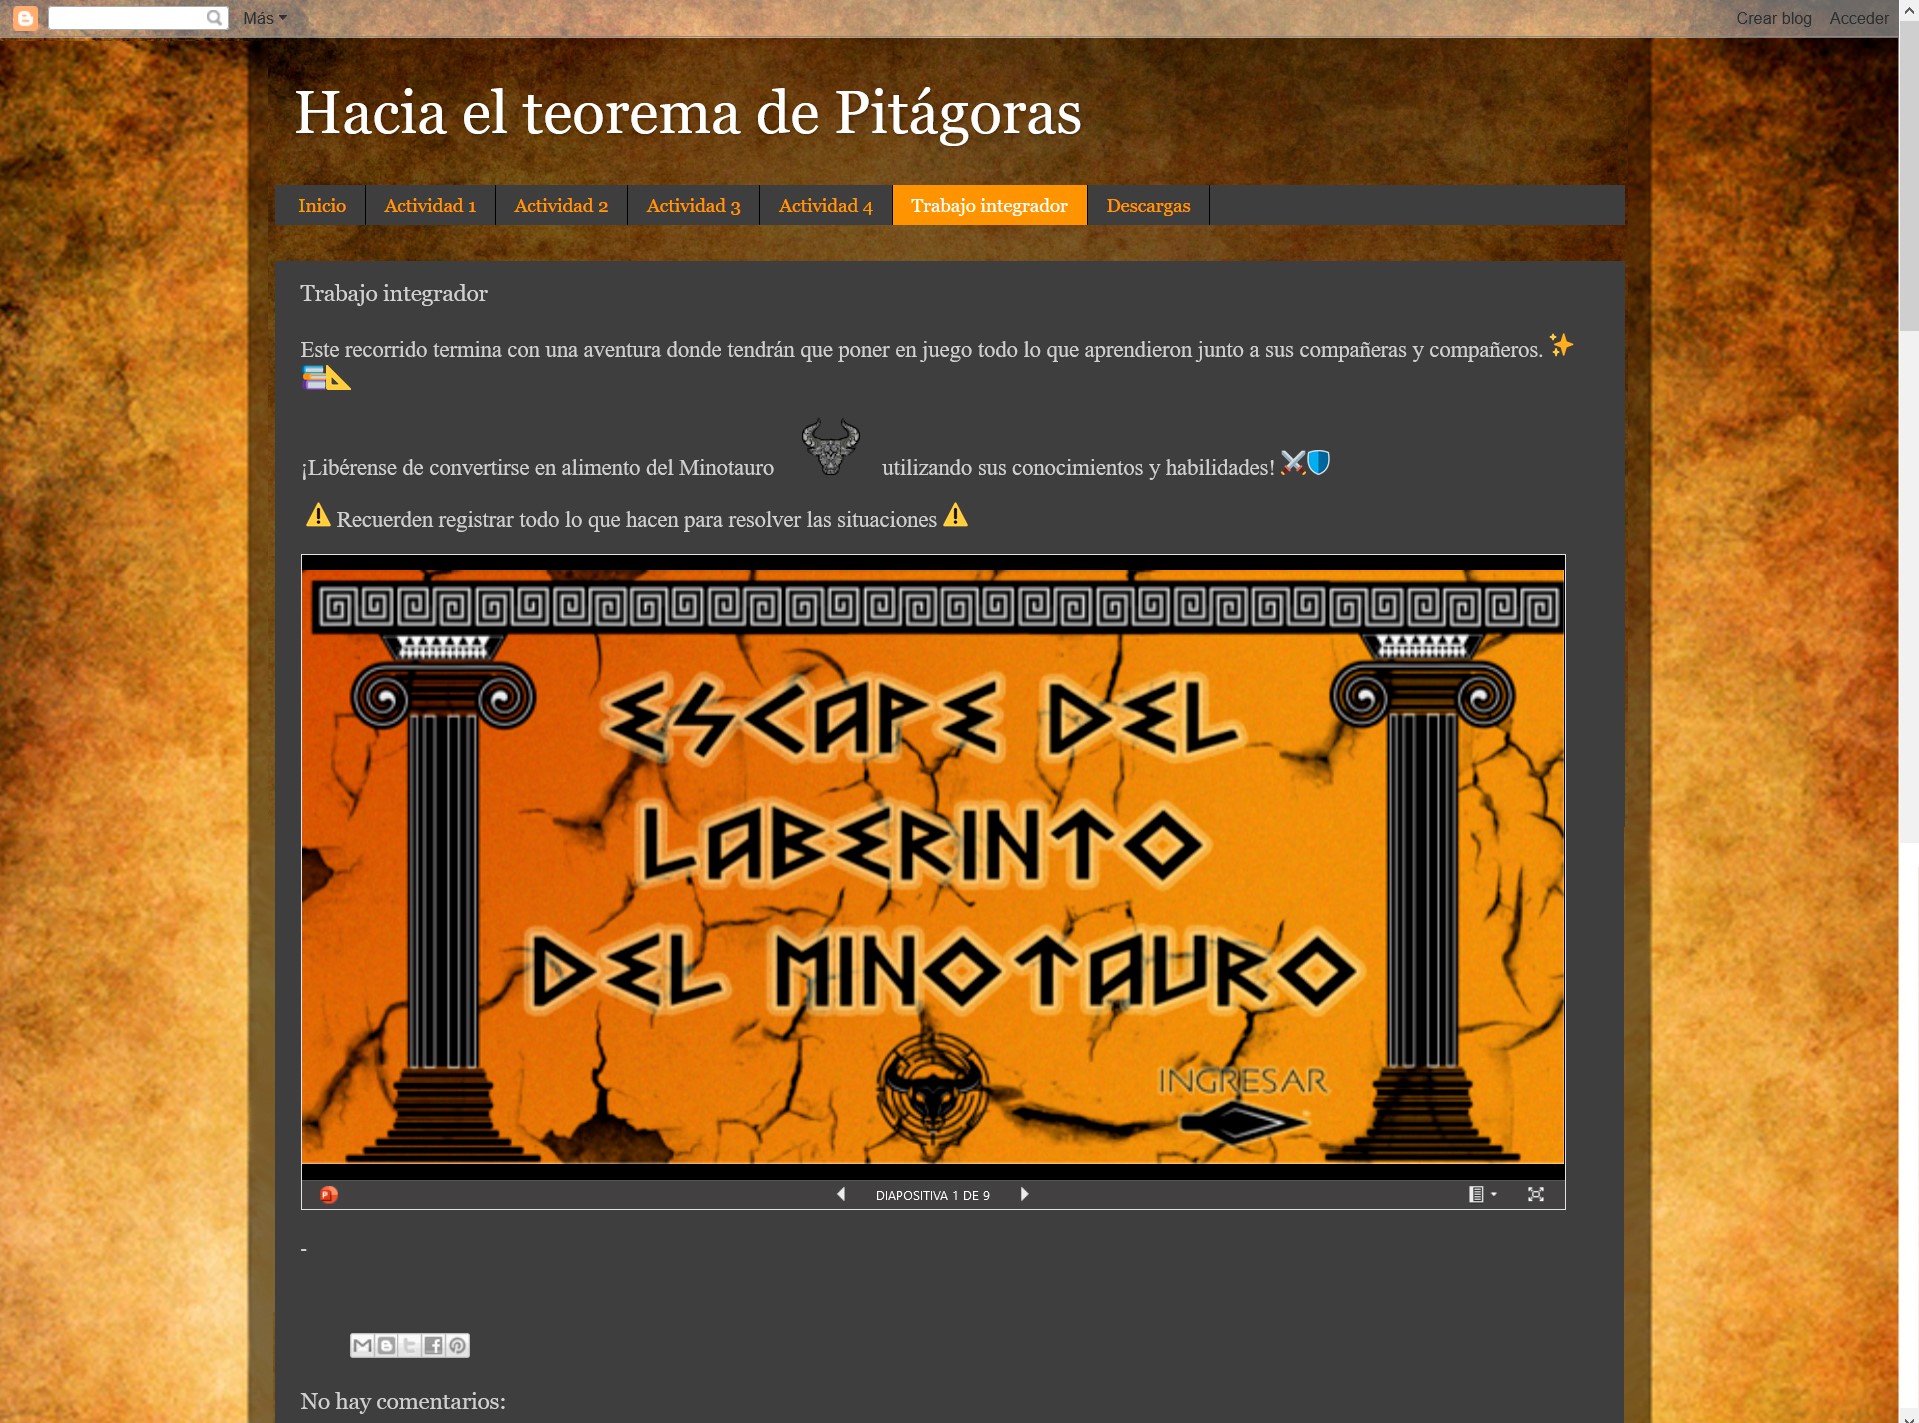 Más
Crear blog
Acceder
Hacia el teorema de Pitágoras
Inicio
Actividad 1
Actividad 2
Actividad 3
Actividad 4
Trabajo integrador
Descargas
Trabajo integrador
Este recorrido termina con una aventura donde tendrán que poner en juego todo lo que aprendieron junto a sus compañeras y compañeros. ✨
📚📐
¡Libérense de convertirse en alimento del Minotauro utilizando sus conocimientos y habilidades! ⚔️🛡️
⚠️ Recuerden registrar todo lo que hacen para resolver las situaciones ⚠️
ESCAPE DEL
LABERINTO
DEL MINOTAURO
INGRESAR
DIAPOSITIVA 1 DE 9
-
No hay comentarios: